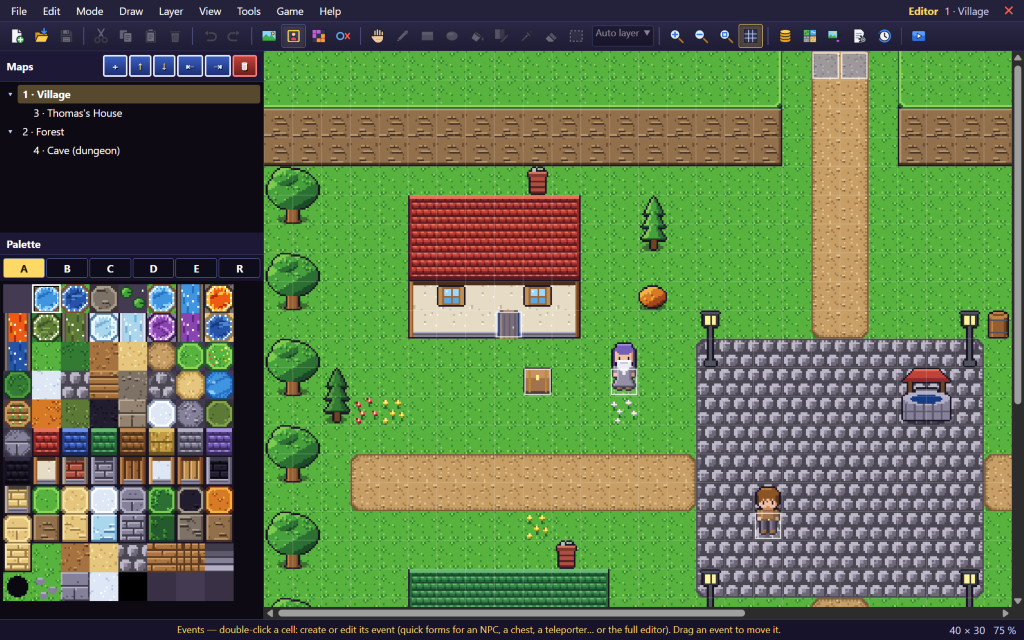 File Edit Mode Draw Layer View Tools Game Help
Editor 1 · Village
Auto layer
Maps
1 · Village
3 · Thomas's House
2 · Forest
4 · Cave (dungeon)
Palette
A B C D E R
Events — double-click a cell: create or edit its event (quick forms for an NPC, a chest, a teleporter... or the full editor). Drag an event to move it.
40 × 30 75 %